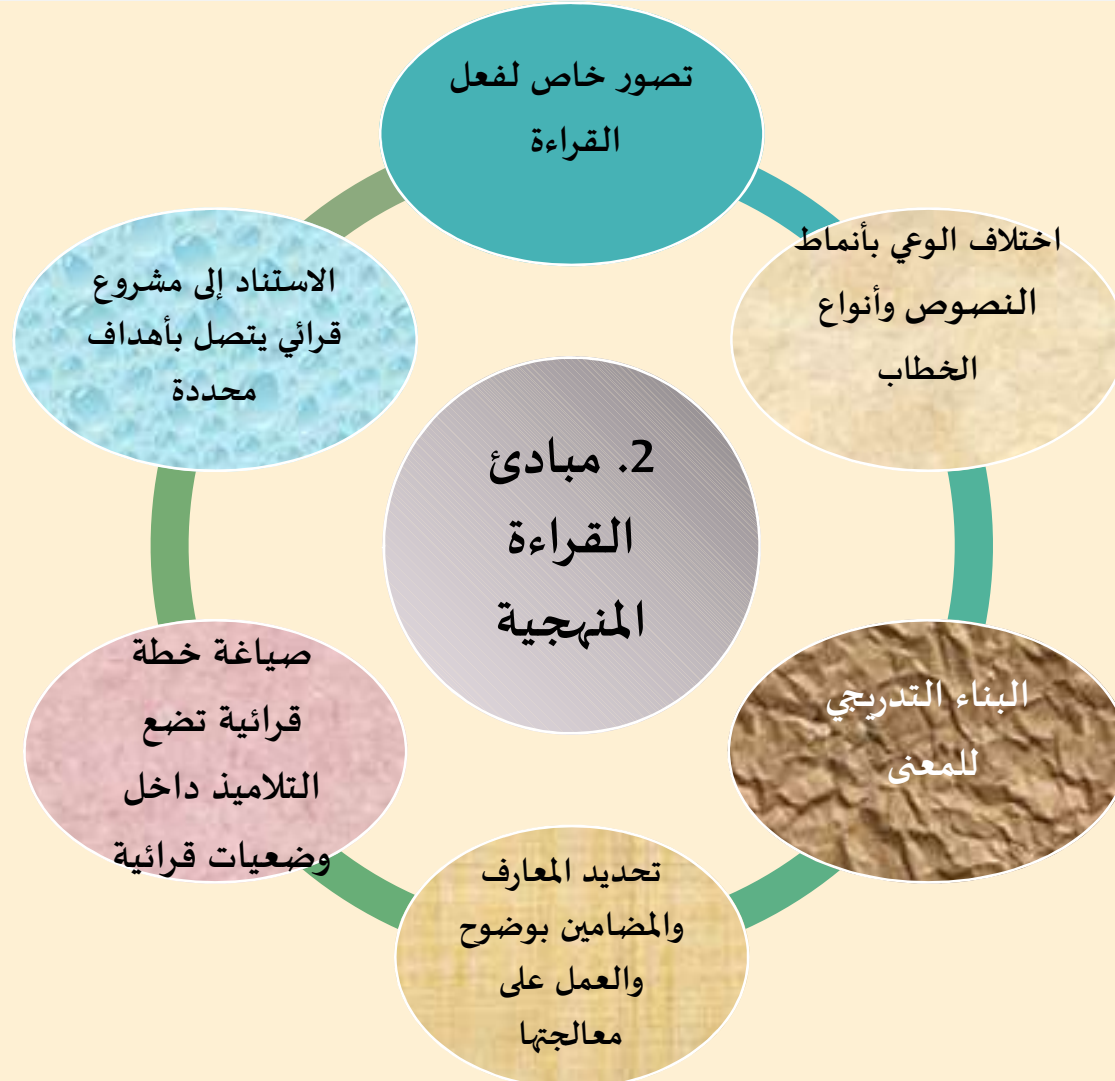 تصور خاص لفعل
القراءة
اختلاف الوعي بأنماط
النصوص وأنواع
الخطاب
البناء التدريجي
للمعنى
تحديد المعارف
والمضامين بوضوح
والعمل على
معالجتها
صياغة خطة
قرائية تضع
التلاميذ داخل
وضعيات قرائية
الاستناد إلى مشروع
قرائي يتصل بأهداف
محددة
2. مبادئ
القراءة
المنهجية